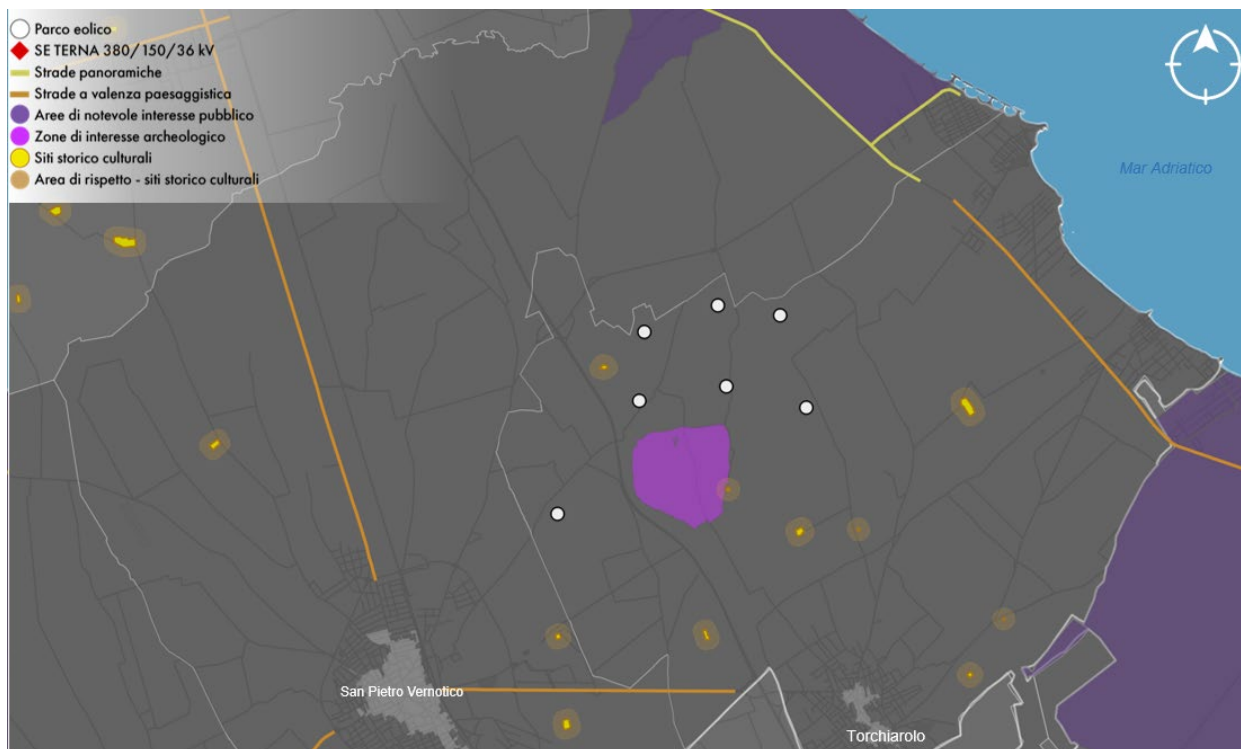 Parco eolico
SE TERNA 380/150/36 kV
Strade panoramiche
Strade a valenza paesaggistica
Aree di notevole interesse pubblico
Zone di interesse archeologico
Siti storico culturali
Area di rispetto - siti storico culturali
Mar Adriatico
San Pietro Vernotico
Torchiarolo